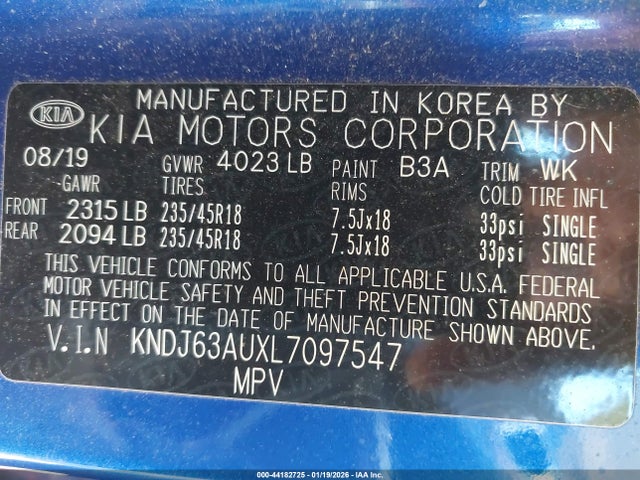 KIA
MANUFACTURED IN KOREA BY
KIA MOTORS CORPORATION
08/19 GVWR 4023 LB PAINT B3A TRIM WK
GAWR TIRES RIMS COLD TIRE INFL
FRONT 2315 LB 235/45R18 7.5Jx18 33psi SINGLE
REAR 2094 LB 235/45R18 7.5Jx18 33psi SINGLE
THIS VEHICLE CONFORMS TO ALL APPLICABLE U.S.A. FEDERAL
MOTOR VEHICLE SAFETY AND THEFT PREVENTION STANDARDS
IN EFFECT ON THE DATE OF MANUFACTURE SHOWN ABOVE.
V.I.N KNDJ63AUXL7097547
MPV
000-44182725 - 01/19/2026 - IAA Inc.